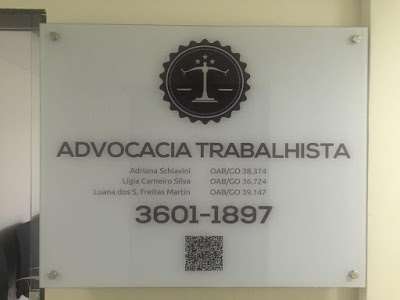 ADVOCACIA TRABALHISTA
Adriana Schiavini OAB/GO 38,374
Ligia Carneiro Silva OAB/GO 36,724
Luana dos S. Freitas Martin OAB/GO 39.147
3601-1897